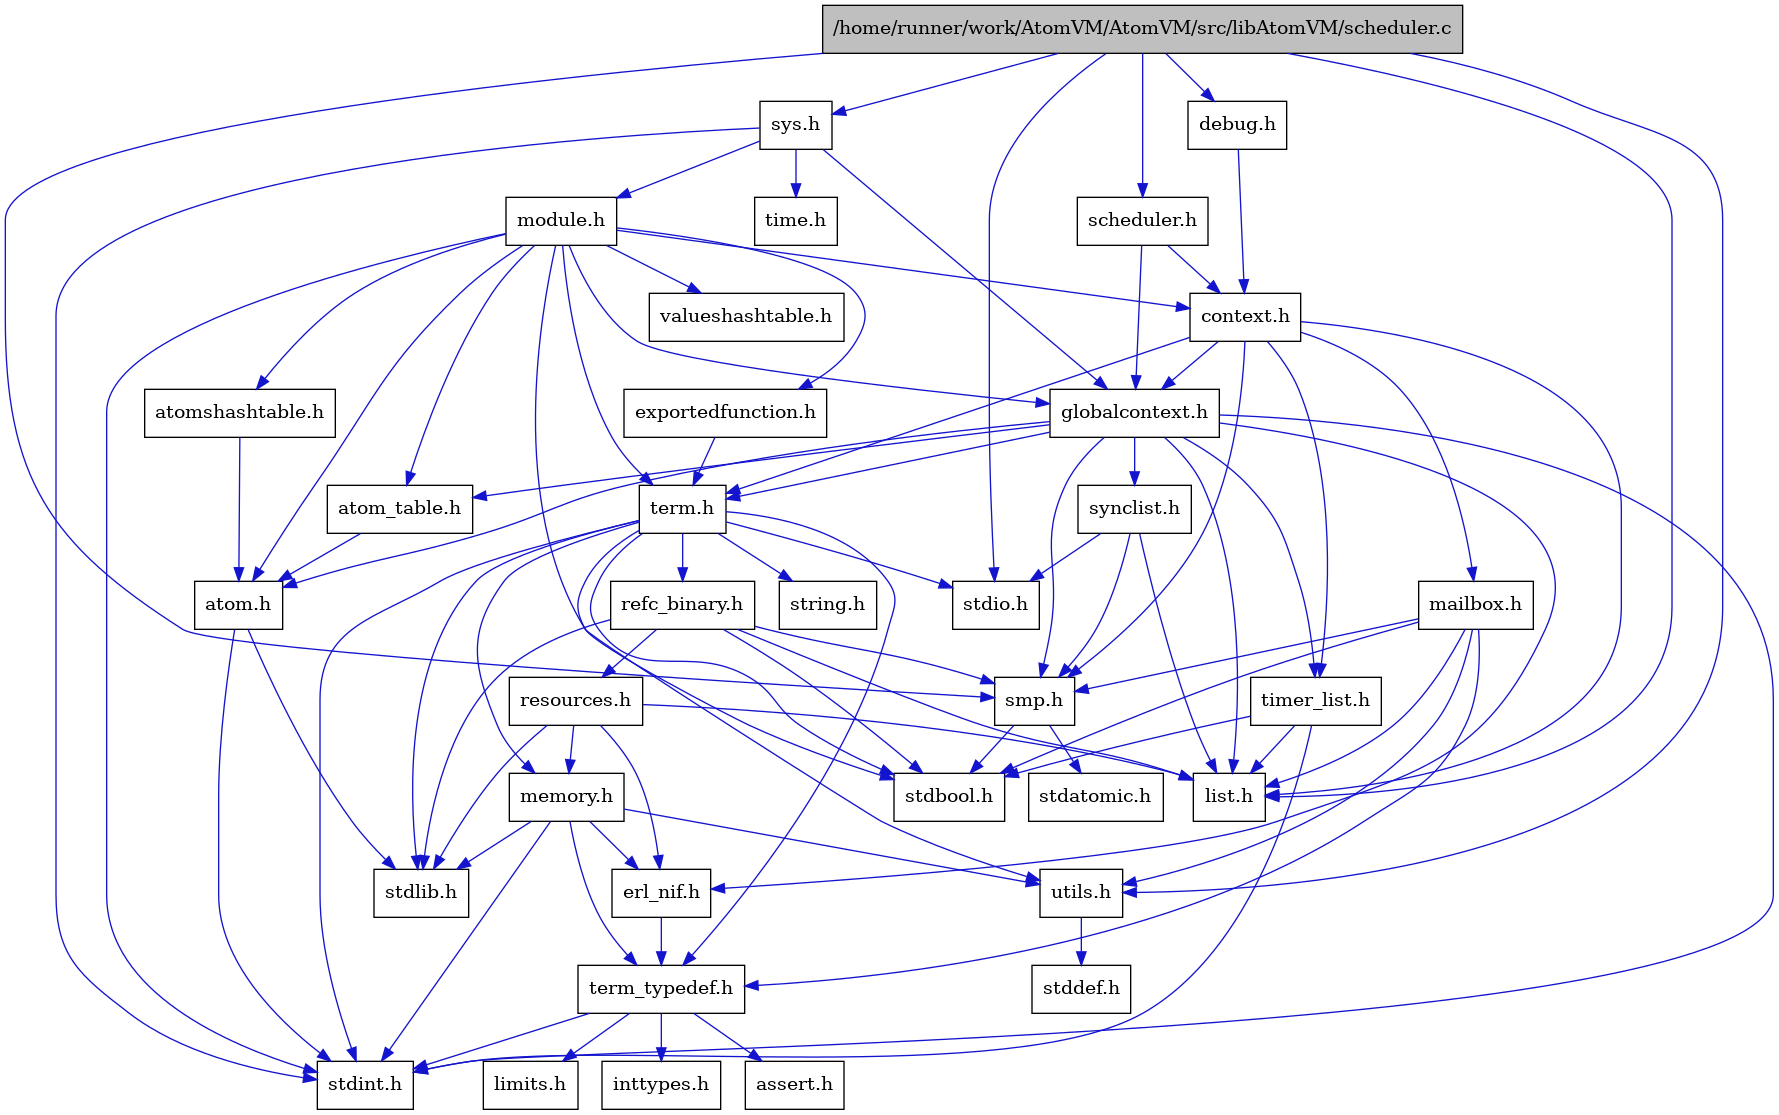 /home/runner/work/AtomVM/AtomVM/src/libAtomVM/scheduler.c
sys.h
debug.h
module.h
time.h
scheduler.h
valueshashtable.h
context.h
atomshashtable.h
exportedfunction.h
globalcontext.h
atom_table.h
term.h
synclist.h
atom.h
refc_binary.h
string.h
stdio.h
mailbox.h
resources.h
smp.h
timer_list.h
memory.h
stdbool.h
stdatomic.h
list.h
stdlib.h
erl_nif.h
utils.h
term_typedef.h
stddef.h
stdint.h
limits.h
inttypes.h
assert.h